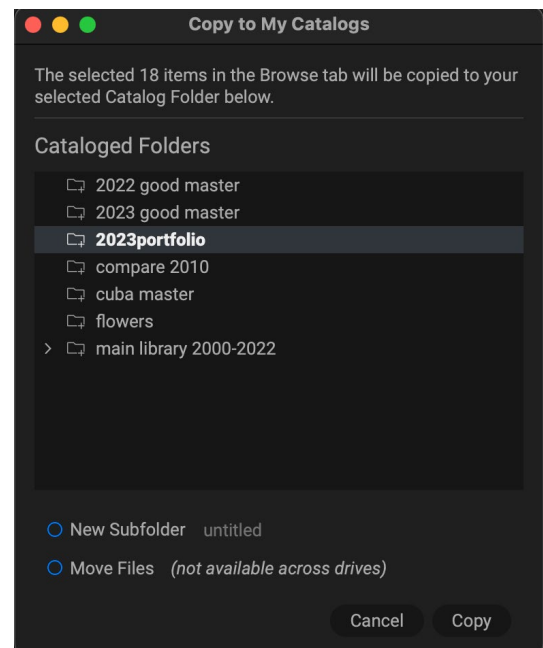 Copy to My Catalogs
The selected 18 items in the Browse tab will be copied to your
selected Catalog Folder below.
Cataloged Folders
2022 good master
2023 good master
2023portfolio
compare 2010
cuba master
flowers
main library 2000-2022
New Subfolder untitled
Move Files (not available across drives)
Cancel Copy